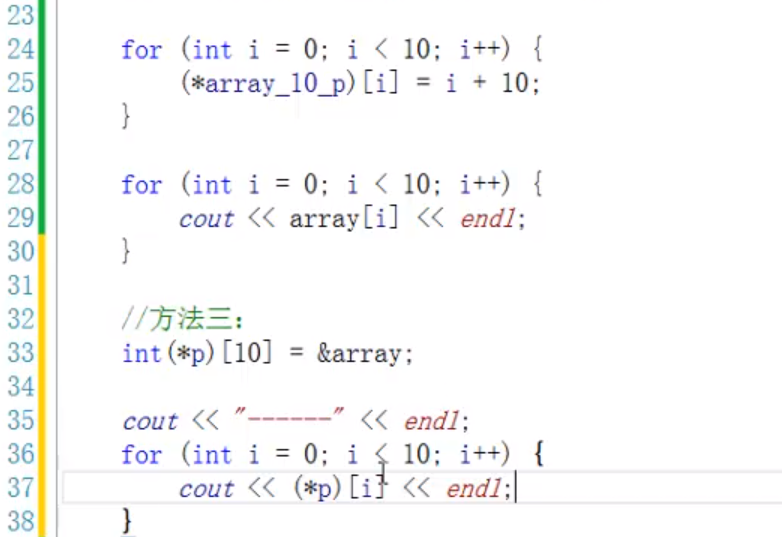 23
24 for (int i = 0; i < 10; i++) {
25 (*array_10_p)[i] = i + 10;
26 }
27
28 for (int i = 0; i < 10; i++) {
29 cout << array[i] << endl;
30 }
31
32 //方法三：
33 int(*p)[10] = &array;
34
35 cout << "------" << endl;
36 for (int i = 0; i < 10; i++) {
37 cout << (*p)[i] << endl;
38 }